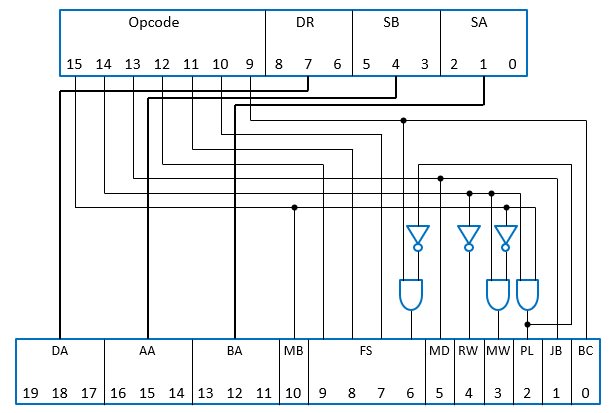 Opcode DR SB SA
15 14 13 12 11 10 9 8 7 6 5 4 3 2 1 0
DA AA BA MB FS MD RW MW PL JB BC
19 18 17 16 15 14 13 12 11 10 9 8 7 6 5 4 3 2 1 0